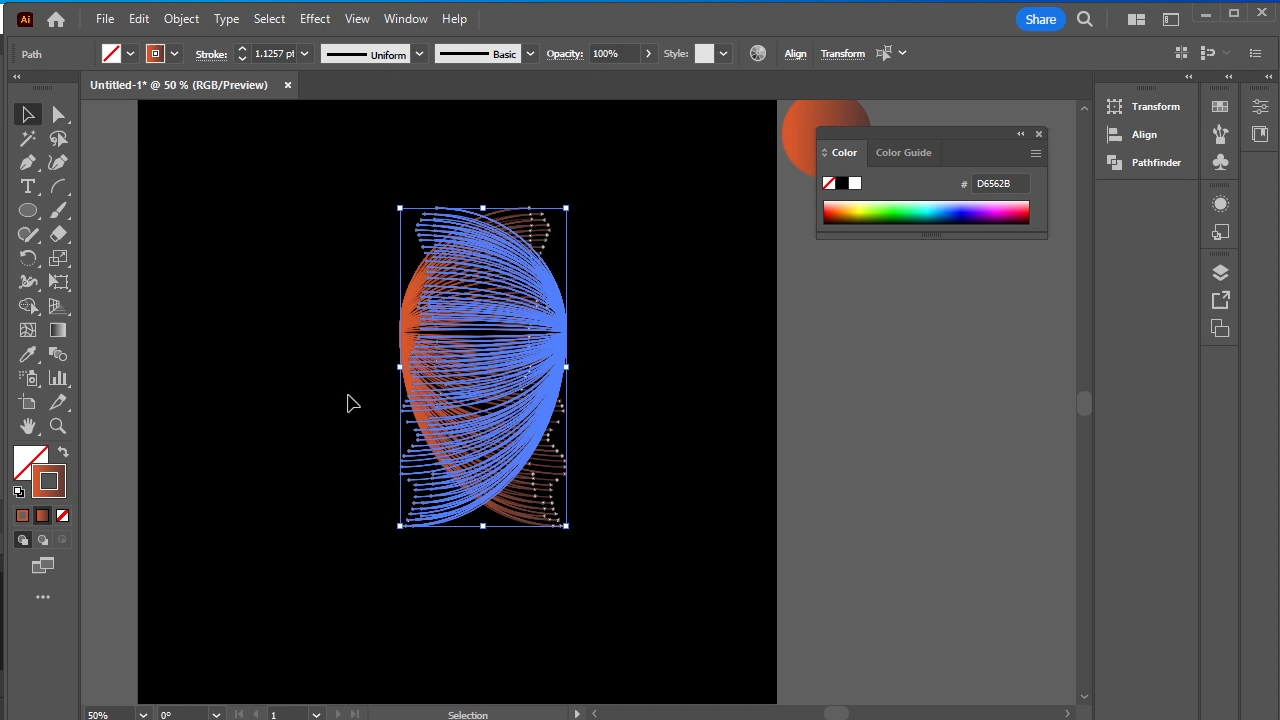 Ai File Edit Object Type Select Effect View Window Help Share
Path Stroke: 1.1257 pt Uniform Basic Opacity: 100% Style: Align Transform
Untitled-1* @ 50 % (RGB/Preview)
Color Color Guide
# D6562B
Transform
Align
Pathfinder
50% 0° 1 Selection